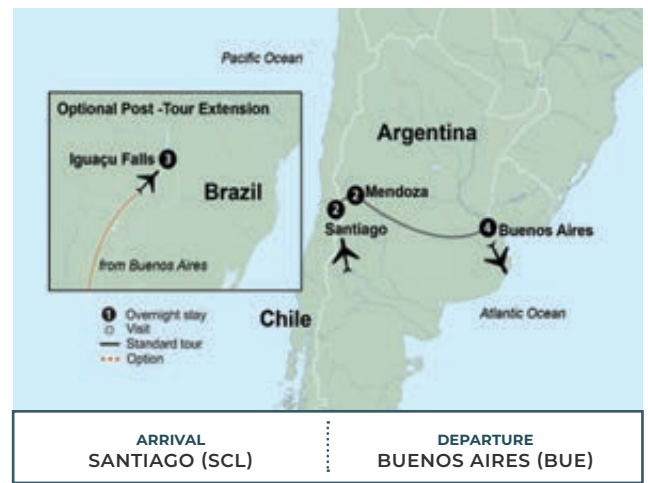 Pacific Ocean
Optional Post -Tour Extension
Iguaçu Falls 3
Brazil
from Buenos Aires
Argentina
2 Mendoza
2
Santiago
4 Buenos Aires
1 Overnight stay
Visit
Standard tour
Option
Chile
Atlantic Ocean
ARRIVAL
SANTIAGO (SCL)
DEPARTURE
BUENOS AIRES (BUE)